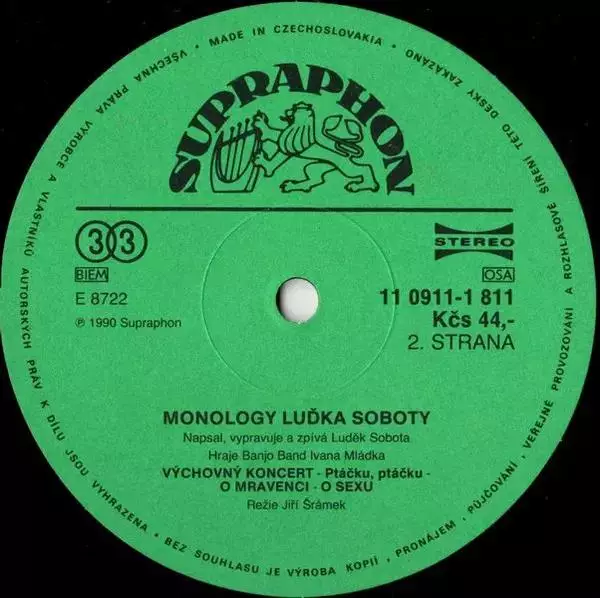 VŠECHNA PRÁVA VÝROBCE A VLASTNÍKŮ AUTORSKÝCH PRÁV K DÍLU JSOU VYHRAZENA • BEZ SOUHLASU JE VÝROBA KOPIÍ, PRONÁJEM, PŮJČOVÁNÍ, VEŘEJNÉ PROVOZOVÁNÍ A ROZHLASOVÉ ŠÍŘENÍ TÉTO DESKY ZAKÁZÁNO • MADE IN CZECHOSLOVAKIA •
SUPRAPHON
33
STEREO
BIEM
OSA
E 8722
11 0911-1 811
℗ 1990 Supraphon
Kčs 44,-
2. STRANA
MONOLOGY LUĎKA SOBOTY
Napsal, vypravuje a zpívá Luděk Sobota
Hraje Banjo Band Ivana Mládka
VÝCHOVNÝ KONCERT - Ptáčku, ptáčku -
O MRAVENCI - O SEXU
Režie Jiří Šrámek